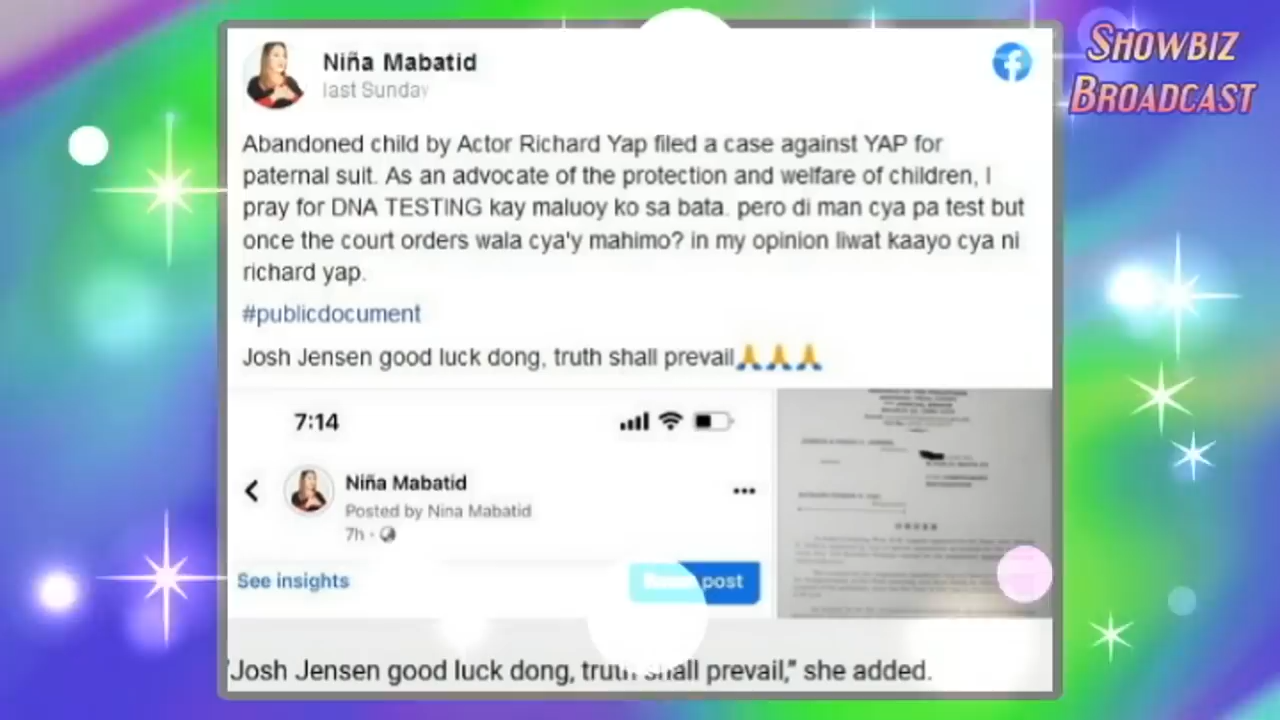 SHOWBIZ
BROADCAST
Niña Mabatid
last Sunday
Abandoned child by Actor Richard Yap filed a case against YAP for
paternal suit. As an advocate of the protection and welfare of children, I
pray for DNA TESTING kay maluoy ko sa bata. pero di man cya pa test but
once the court orders wala cya'y mahimo? in my opinion liwat kaayo cya ni
richard yap.
#publicdocument
Josh Jensen good luck dong, truth shall prevail🙏🙏🙏
7:14
Niña Mabatid
Posted by Nina Mabatid
7h ·
See insights
post
"Josh Jensen good luck dong, truth shall prevail," she added.